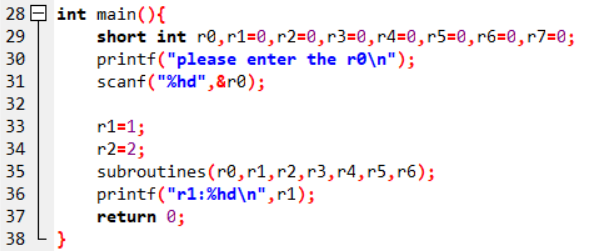 28 int main(){
29 short int r0,r1=0,r2=0,r3=0,r4=0,r5=0,r6=0,r7=0;
30 printf("please enter the r0\n");
31 scanf("%hd",&r0);
32
33 r1=1;
34 r2=2;
35 subroutines(r0,r1,r2,r3,r4,r5,r6);
36 printf("r1:%hd\n",r1);
37 return 0;
38 }